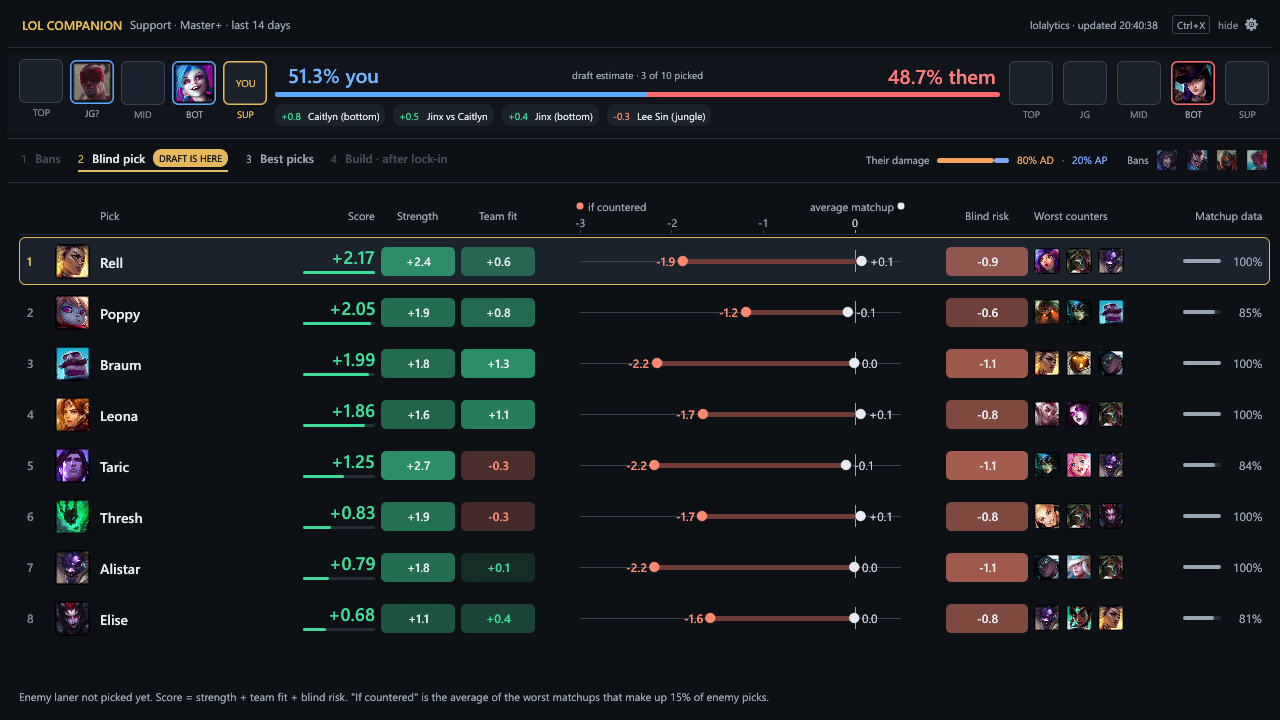 LOL COMPANION Support · Master+ · last 14 days lolalytics · updated 20:40:38 Ctrl+X hide
YOU
TOP JG? MID BOT SUP
51.3% you draft estimate · 3 of 10 picked 48.7% them
+0.8 Caitlyn (bottom) +0.5 Jinx vs Caitlyn +0.4 Jinx (bottom) -0.3 Lee Sin (jungle)
TOP JG MID BOT SUP
1 Bans 2 Blind pick DRAFT IS HERE 3 Best picks 4 Build · after lock-in Their damage 80% AD · 20% AP Bans
if countered average matchup
Pick Score Strength Team fit -3 -2 -1 0 Blind risk Worst counters Matchup data
1 Rell +2.17 +2.4 +0.6 -1.9 +0.1 -0.9 100%
2 Poppy +2.05 +1.9 +0.8 -1.2 -0.1 -0.6 85%
3 Braum +1.99 +1.8 +1.3 -2.2 0.0 -1.1 100%
4 Leona +1.86 +1.6 +1.1 -1.7 +0.1 -0.8 100%
5 Taric +1.25 +2.7 -0.3 -2.2 -0.1 -1.1 84%
6 Thresh +0.83 +1.9 -0.3 -1.7 +0.1 -0.8 100%
7 Alistar +0.79 +1.8 +0.1 -2.2 0.0 -1.1 100%
8 Elise +0.68 +1.1 +0.4 -1.6 0.0 -0.8 81%
Enemy laner not picked yet. Score = strength + team fit + blind risk. "If countered" is the average of the worst matchups that make up 15% of enemy picks.